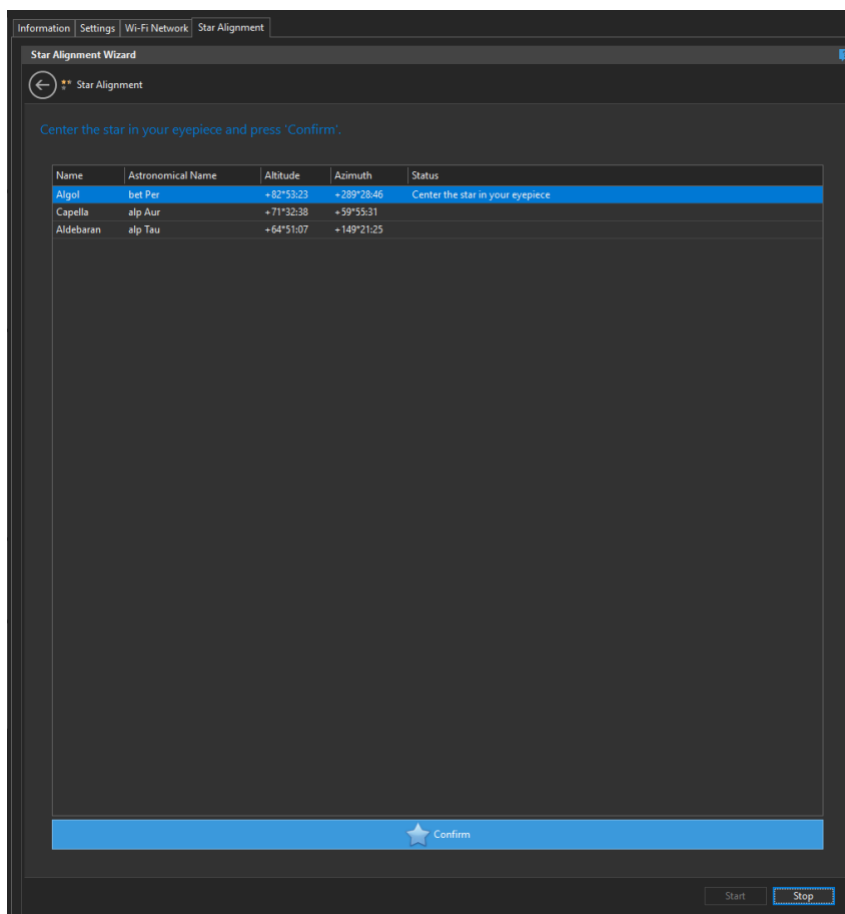 Information Settings Wi-Fi Network Star Alignment
Star Alignment Wizard
Star Alignment
Center the star in your eyepiece and press 'Confirm'.
Name Astronomical Name Altitude Azimuth Status
Algol bet Per +82°53:23 +289°28:46 Center the star in your eyepiece
Capella alp Aur +71°32:38 +59°55:31
Aldebaran alp Tau +64°51:07 +149°21:25
Confirm
Start Stop